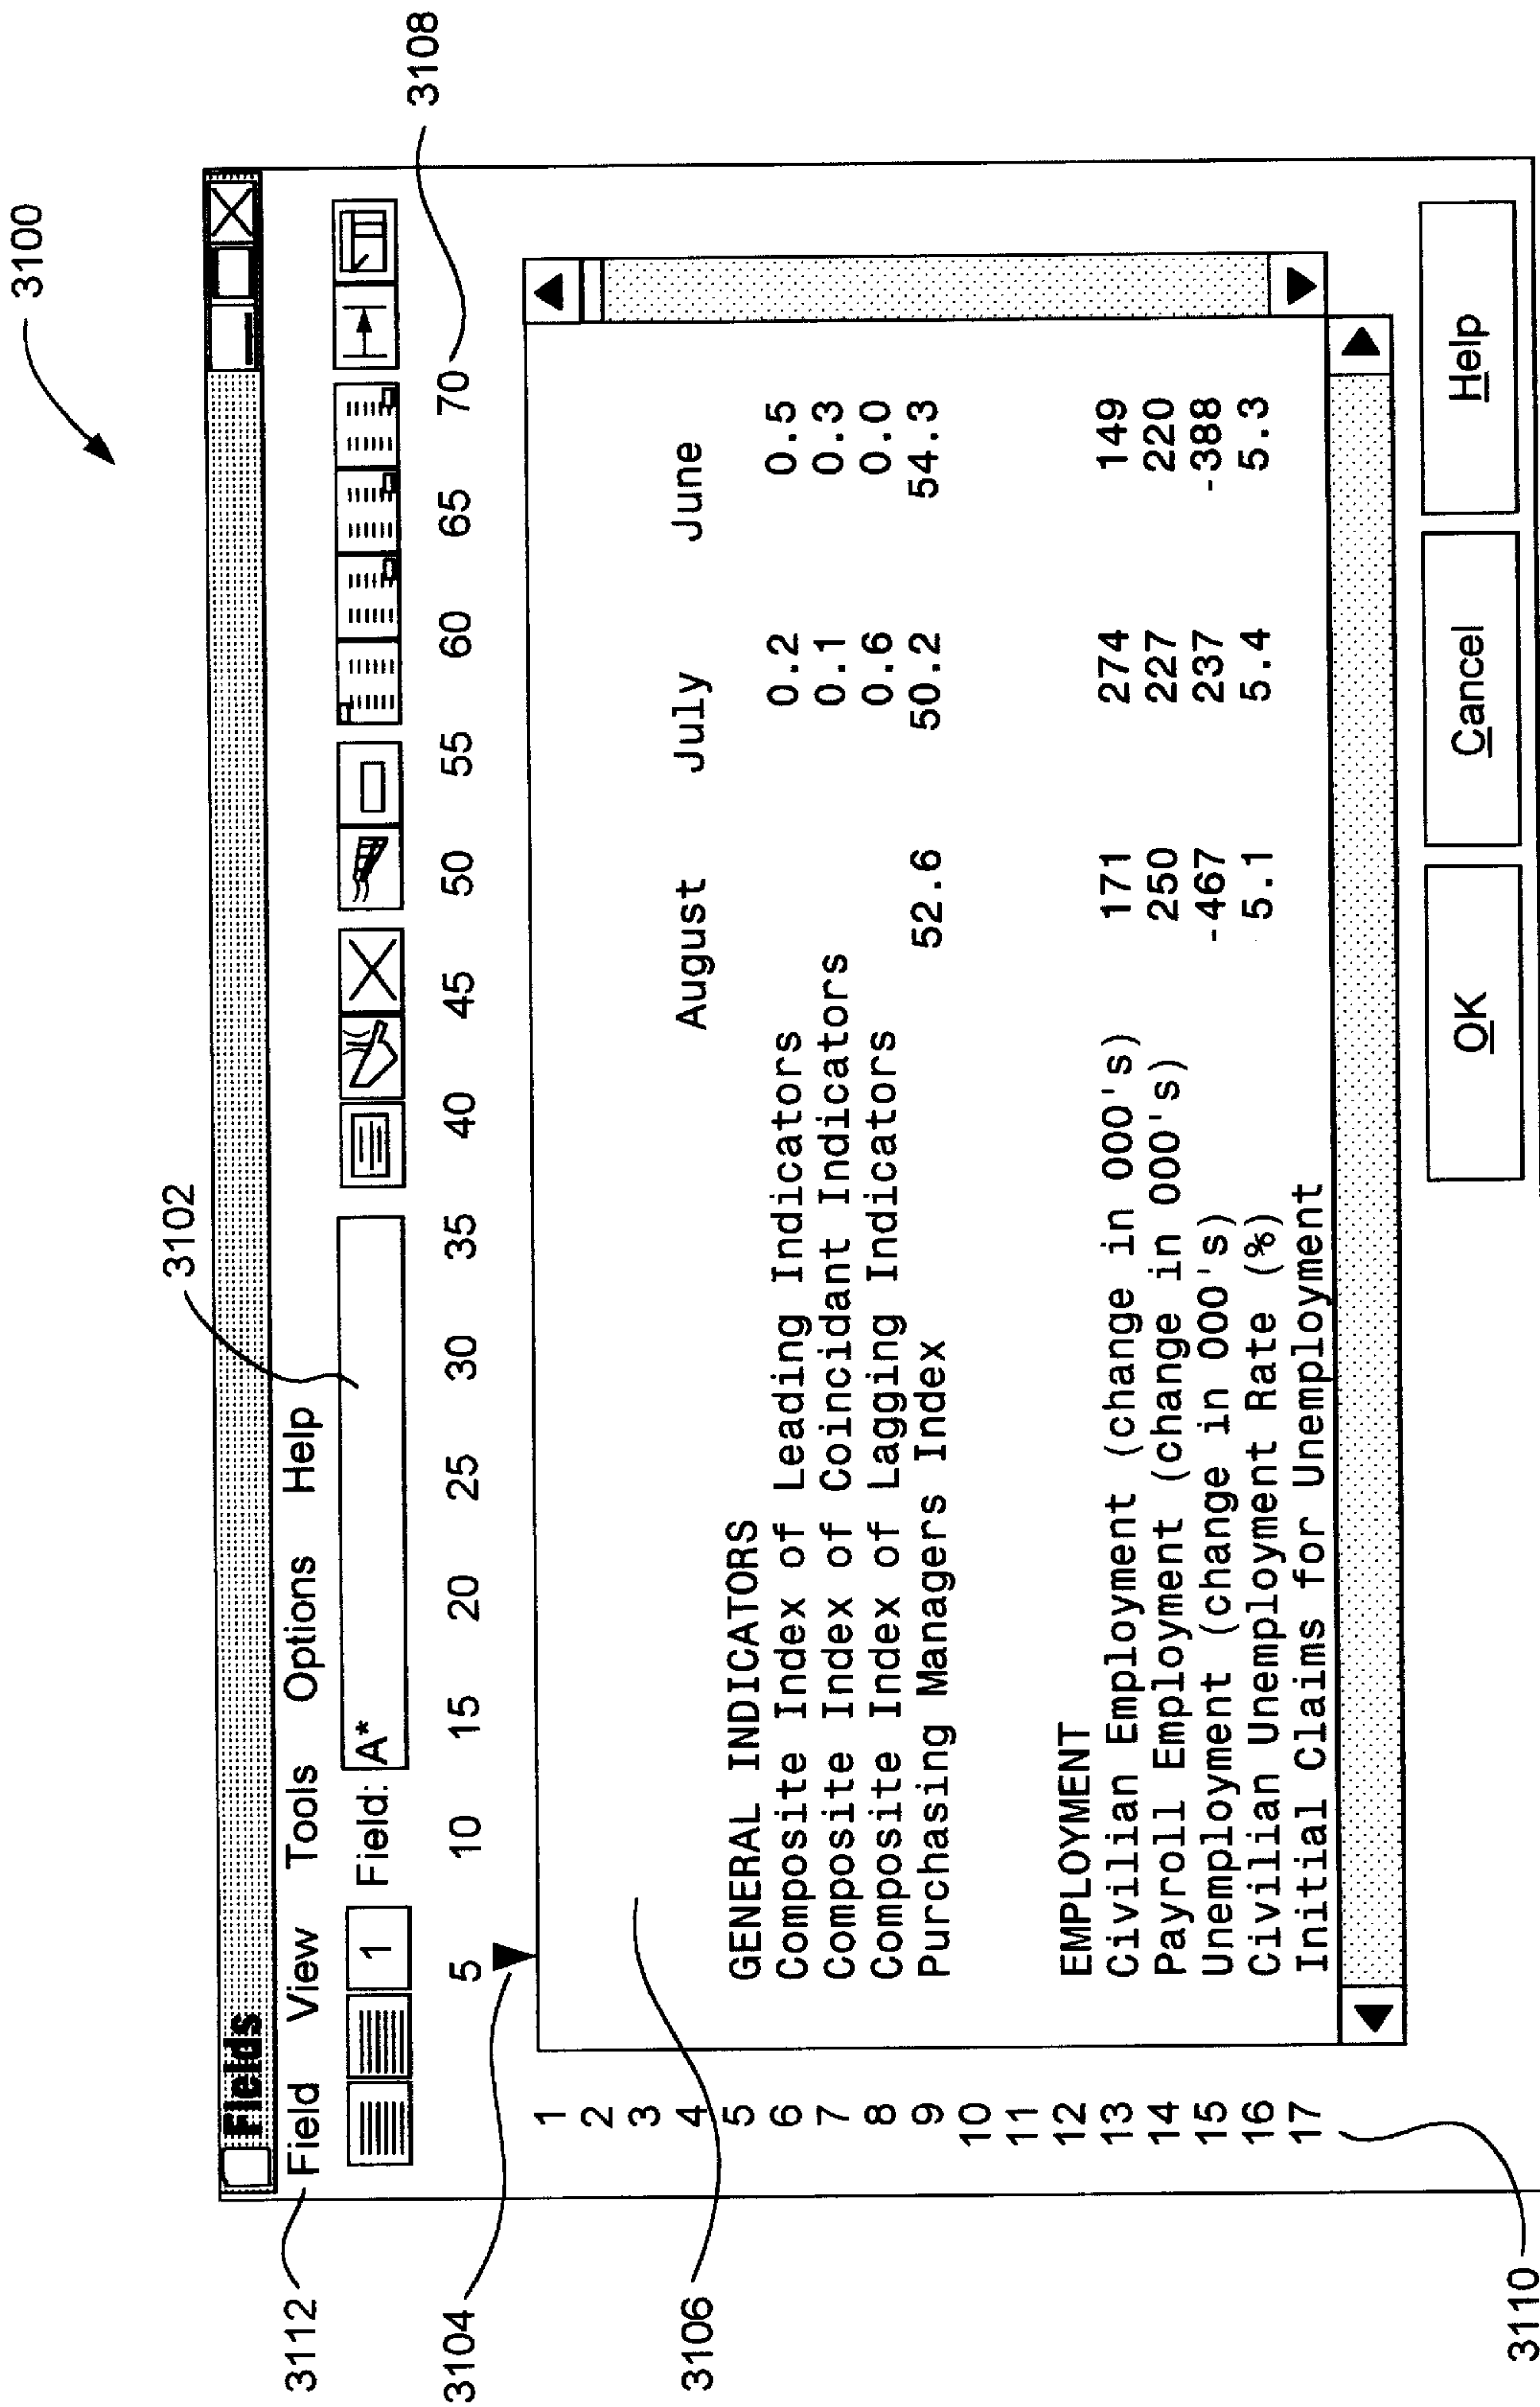 3100
Fields
3112
Field View Tools Options Help
3102
1 Field: A*
3108
5 10 15 20 25 30 35 40 45 50 55 60 65 70
3104
1
2
3
4 August July June
5 GENERAL INDICATORS
6 Composite Index of Leading Indicators 0.2 0.5
7 Composite Index of Coincidant Indicators 0.1 0.3
8 Composite Index of Lagging Indicators 0.6 0.0
9 Purchasing Managers Index 52.6 50.2 54.3
10
11
12 EMPLOYMENT
13 Civilian Employment (change in 000's) 171 274 149
14 Payroll Employment (change in 000's) 250 227 220
15 Unemployment (change in 000's) -467 237 -388
16 Civilian Unemployment Rate (%) 5.1 5.4 5.3
17 Initial Claims for Unemployment
3106
3110
OK Cancel Help